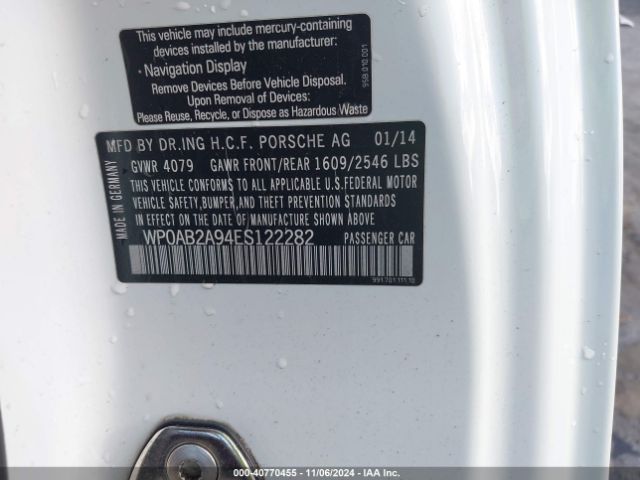 This vehicle may include mercury-containing
devices installed by the manufacturer:
· Navigation Display
Remove Devices Before Vehicle Disposal.
Upon Removal of Devices:
Please Reuse, Recycle, or Dispose as Hazardous Waste
958 010 001
MFD BY DR.ING H.C.F. PORSCHE AG 01/14
GVWR 4079 GAWR FRONT/REAR 1609/2546 LBS
THIS VEHICLE CONFORMS TO ALL APPLICABLE U.S.FEDERAL MOTOR
VEHICLE SAFETY,BUMPER,AND THEFT PREVENTION STANDARDS
IN EFFECT ON THE DATE OF MANUFACTURE SHOWN ABOVE.
WP0AB2A94ES122282 PASSENGER CAR
MADE IN GERMANY
© - 40770455 - 11/06/2024 - IAA Inc.